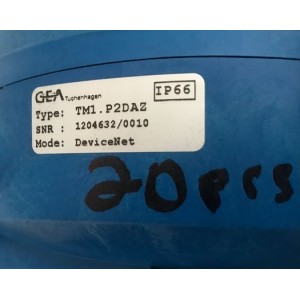 GEA Tuchenhagen
IP66
Type: TM1.P2DAZ
SNR : 1204632/0010
Mode: DeviceNet
20pcs